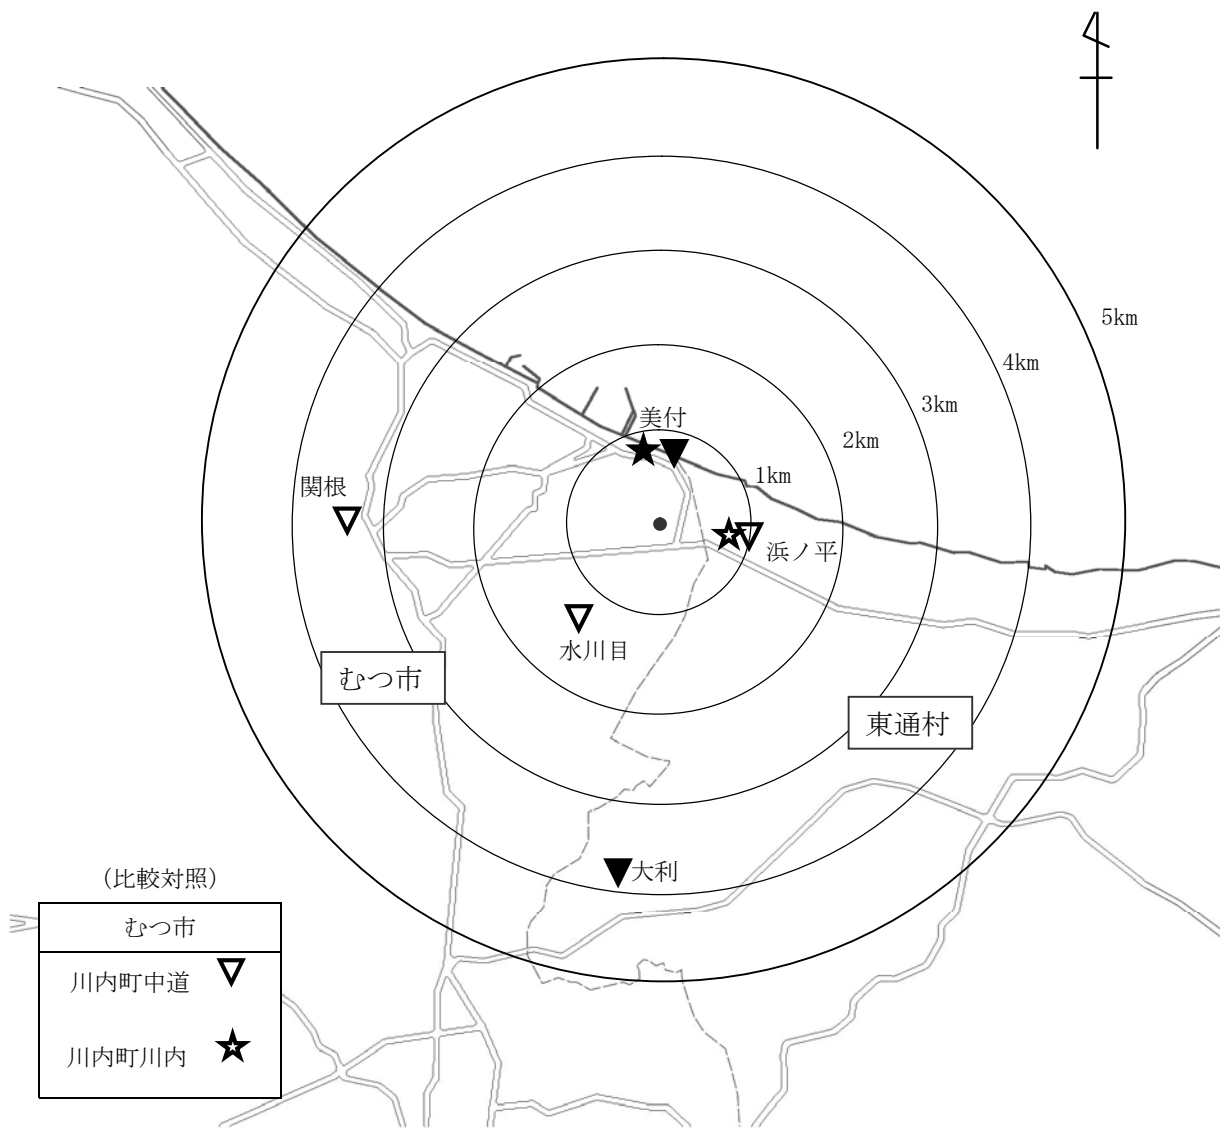 5km
4km
3km
2km
1km
美付
関根
浜ノ平
水川目
むつ市
東通村
大利
（比較対照）
むつ市
川内町中道
川内町川内